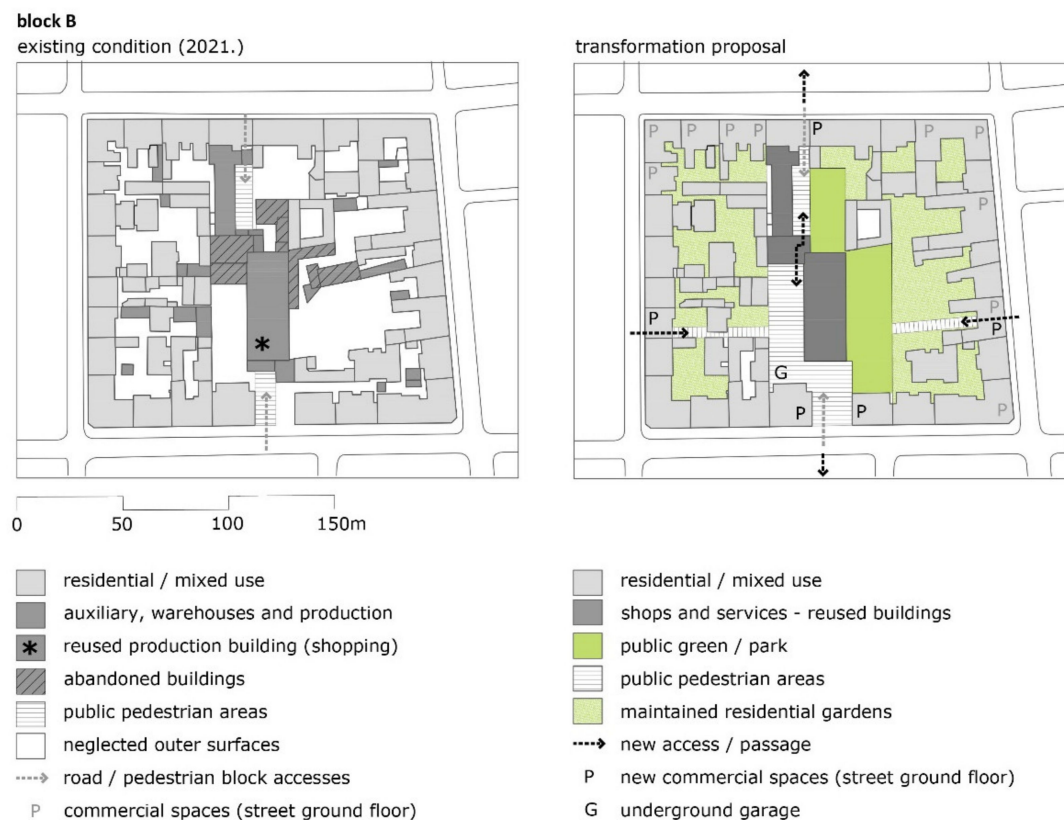 block B
existing condition (2021.)
transformation proposal
P P P P P P P
P
P P
P
G
P P P
0 50 100 150m
residential / mixed use
auxiliary, warehouses and production
* reused production building (shopping)
abandoned buildings
public pedestrian areas
neglected outer surfaces
road / pedestrian block accesses
P commercial spaces (street ground floor)
residential / mixed use
shops and services - reused buildings
public green / park
public pedestrian areas
maintained residential gardens
new access / passage
P new commercial spaces (street ground floor)
G underground garage